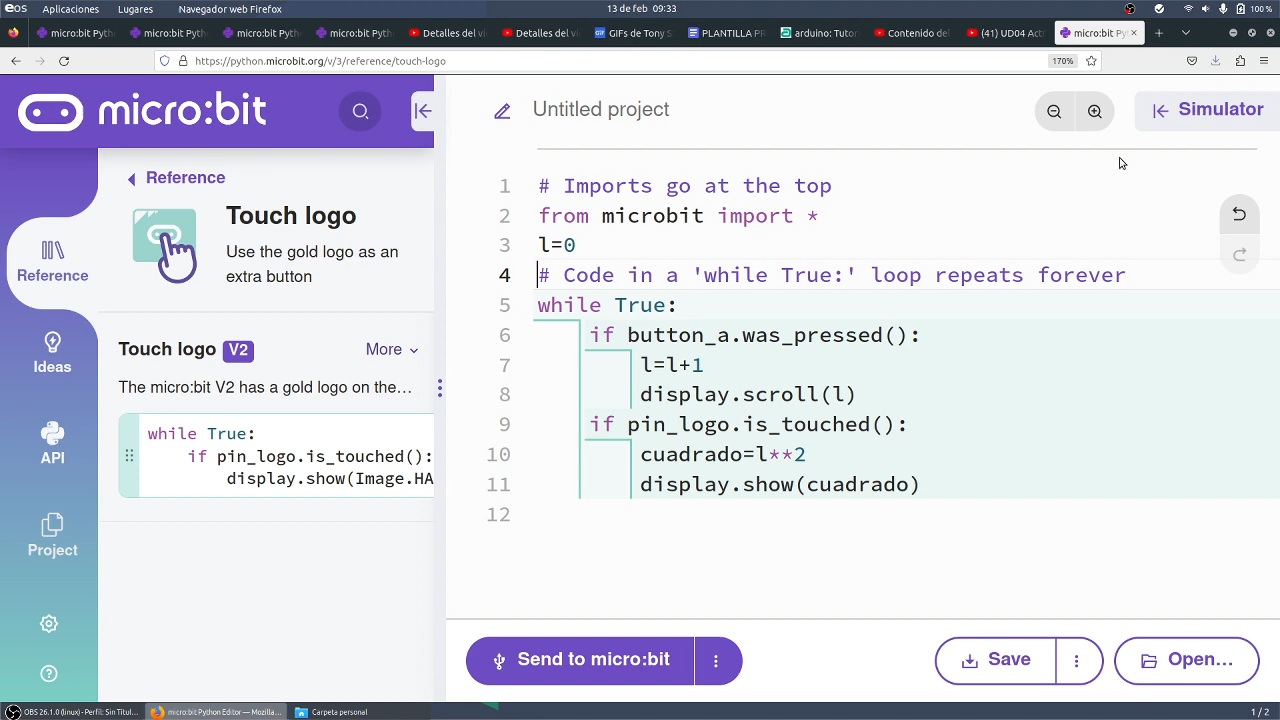 eOS Aplicaciones Lugares Navegador web Firefox 13 de feb 09:33 100 %
micro:bit Pyth micro:bit Pyth micro:bit Pyth micro:bit Pyth Detalles del ví Detalles del ví GIFs de Tony S PLANTILLA PR arduino: Tutor Contenido del (41) UD04 Act micro:bit Py
https://python.microbit.org/v/3/reference/touch-logo 170%
micro:bit
Untitled project
Simulator
Reference
Touch logo
Use the gold logo as an
extra button
Reference
Ideas
API
Project
Touch logo V2 More
The micro:bit V2 has a gold logo on the...
while True:
if pin_logo.is_touched():
display.show(Image.HA
1 # Imports go at the top
2 from microbit import *
3 l=0
4 # Code in a 'while True:' loop repeats forever
5 while True:
6 if button_a.was_pressed():
7 l=l+1
8 display.scroll(l)
9 if pin_logo.is_touched():
10 cuadrado=l**2
11 display.show(cuadrado)
12
Send to micro:bit
Save
Open...
OBS 26.1.0 (linux) - Perfil: Sin Titul... micro:bit Python Editor — Mozilla... Carpeta personal 1 / 2